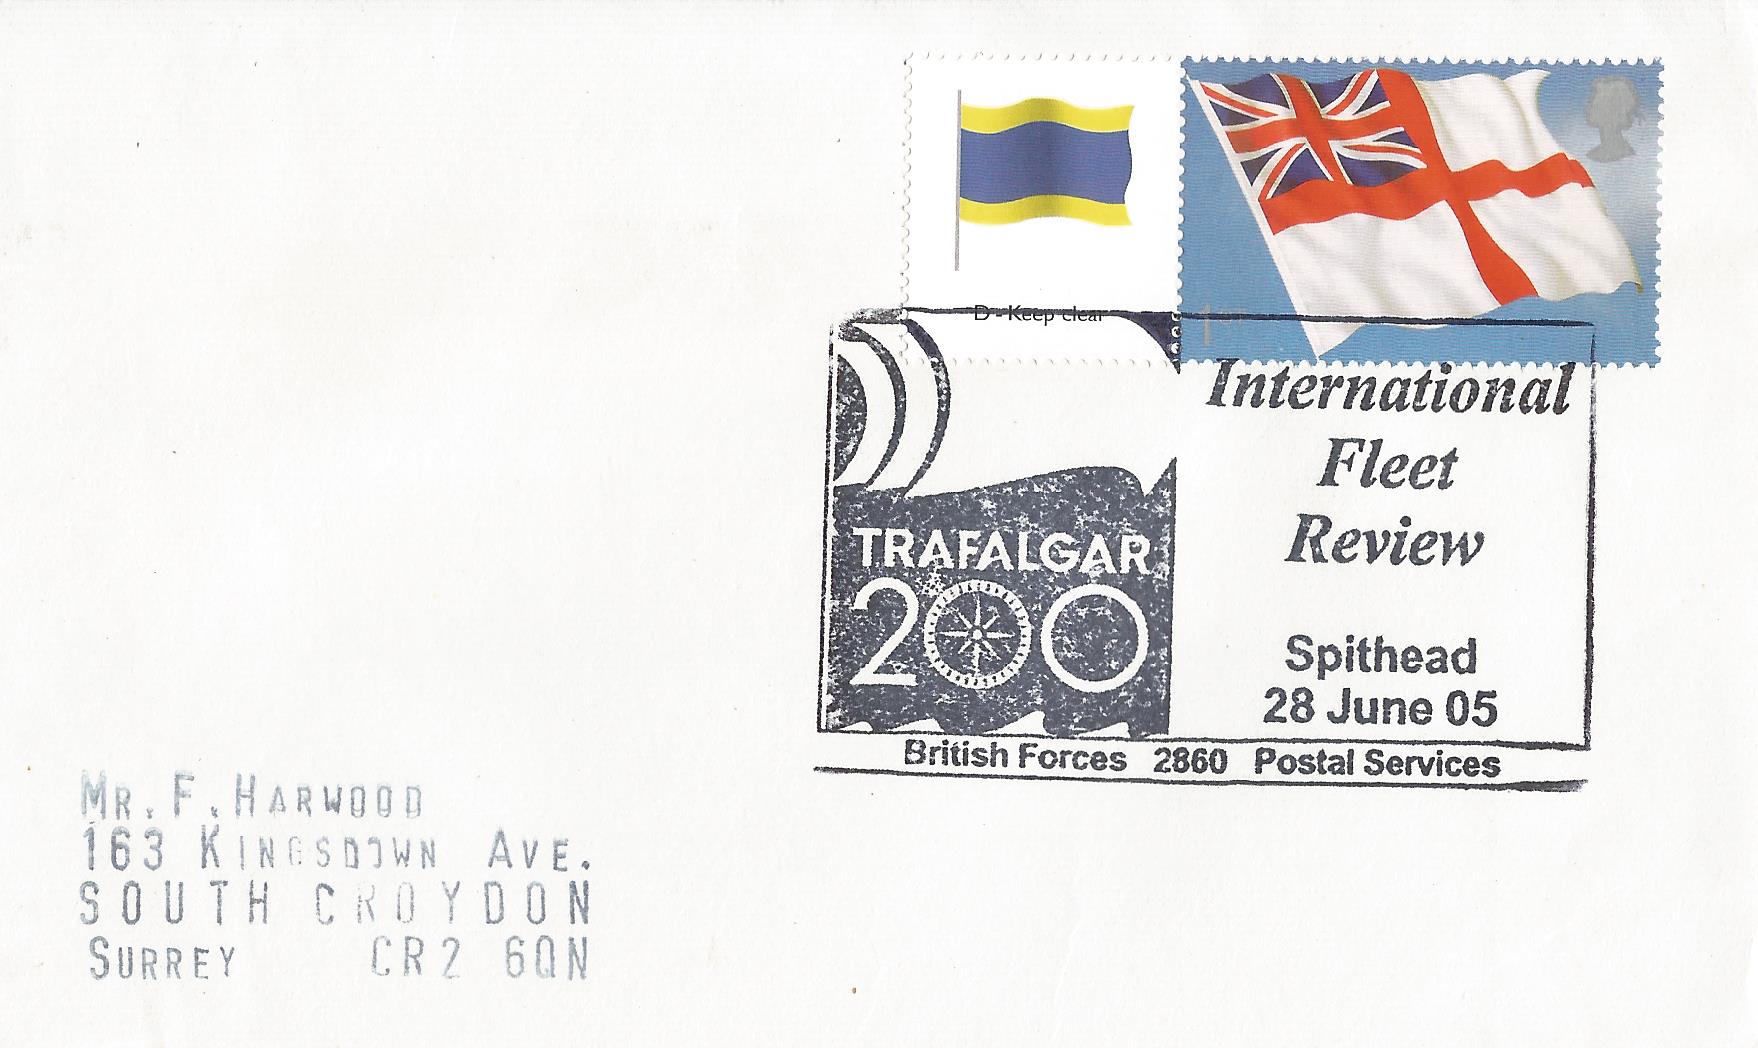 D - Keep clear
1ST
TRAFALGAR
200
International
Fleet
Review
Spithead
28 June 05
British Forces 2860 Postal Services
MR. F. HARWOOD
163 KINGSDOWN AVE.
SOUTH CROYDON
SURREY CR2 6QN